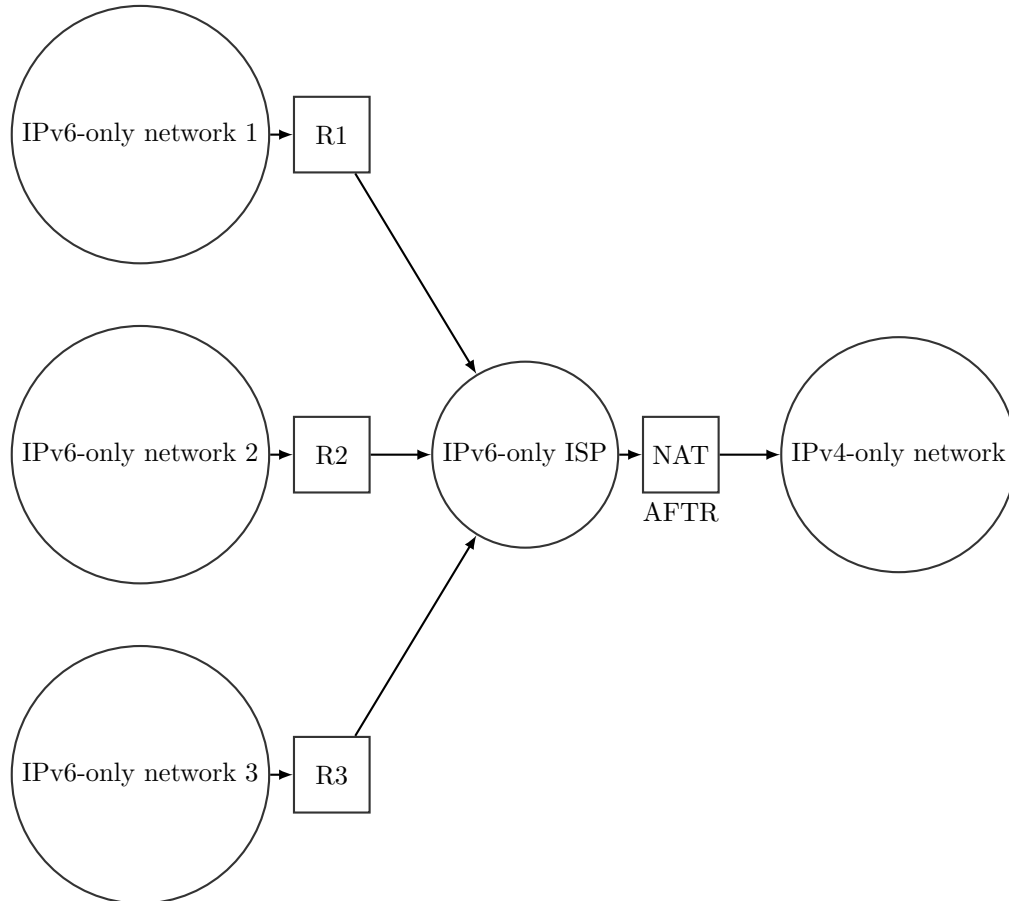 IPv6-only network 1
R1
IPv6-only network 2
R2
IPv6-only ISP
NAT
AFTR
IPv4-only network
IPv6-only network 3
R3